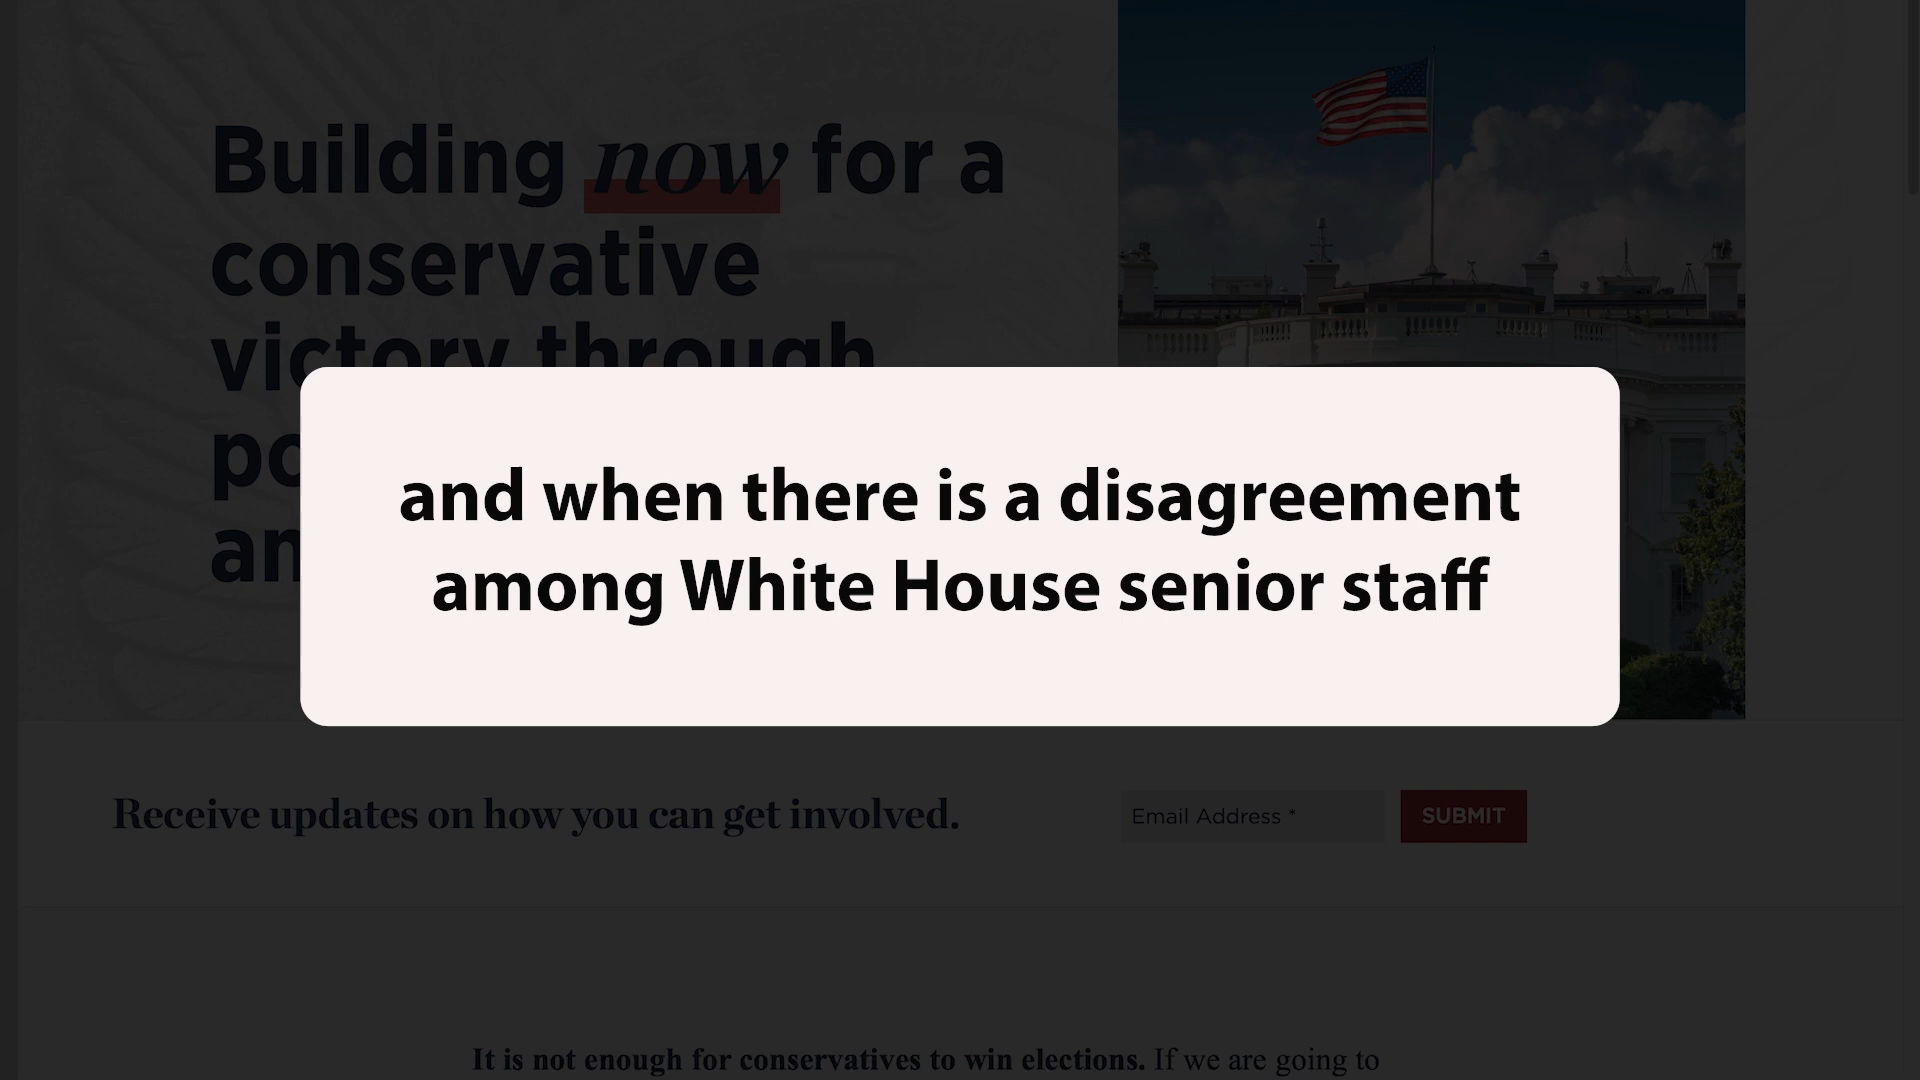 Building now for a
conservative
victory through
and when there is a disagreement
among White House senior staff
Receive updates on how you can get involved.
Email Address *
SUBMIT
It is not enough for conservatives to win elections. If we are going to